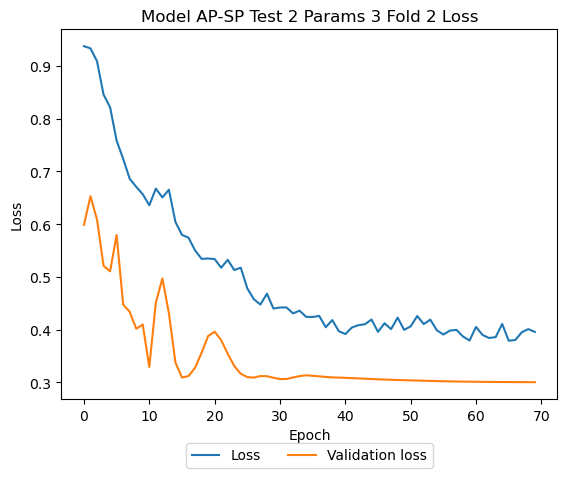 Model AP-SP Test 2 Params 3 Fold 2 Loss
0.9
0.8
0.7
0.6
0.5
0.4
0.3
Loss
0 10 20 30 40 50 60 70
Epoch
Loss Validation loss